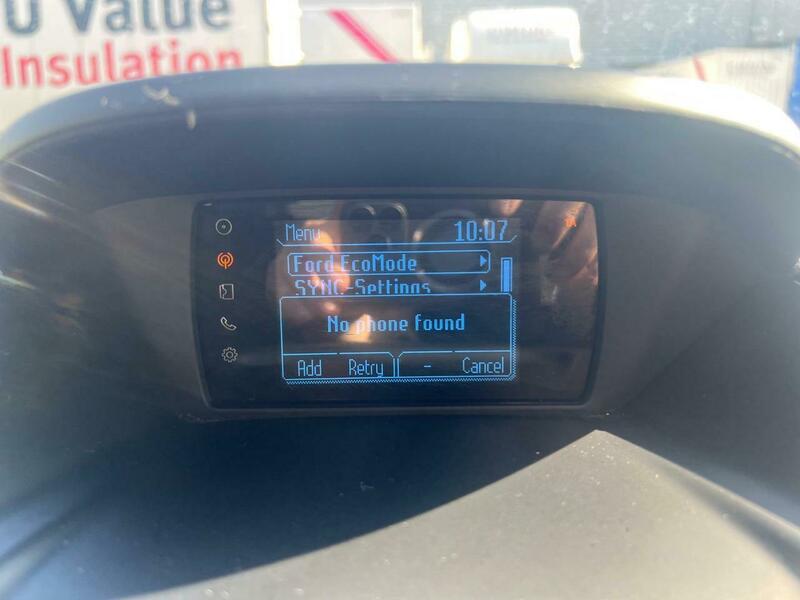 U Value
Insulation
Menu 10:07
Ford EcoMode
SYNC-Settings
No phone found
Add Retry - Cancel